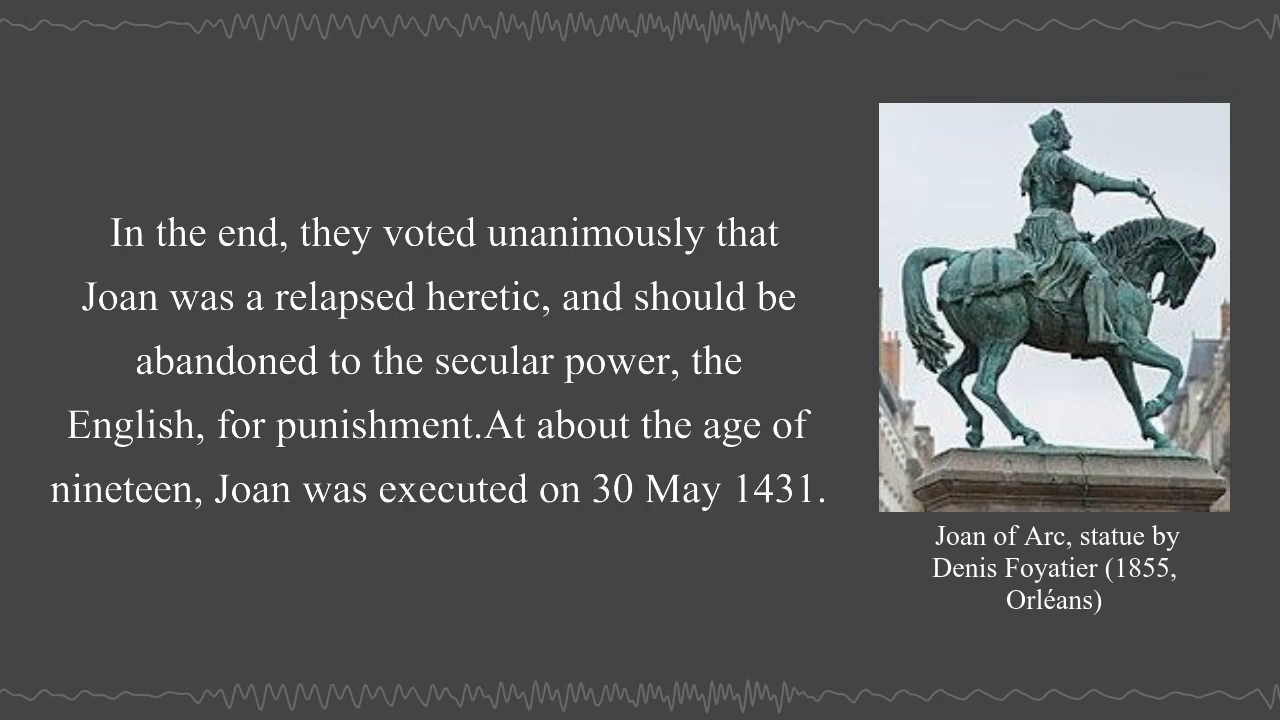 In the end, they voted unanimously that
Joan was a relapsed heretic, and should be
abandoned to the secular power, the
English, for punishment.At about the age of
nineteen, Joan was executed on 30 May 1431.
Joan of Arc, statue by
Denis Foyatier (1855,
Orléans)